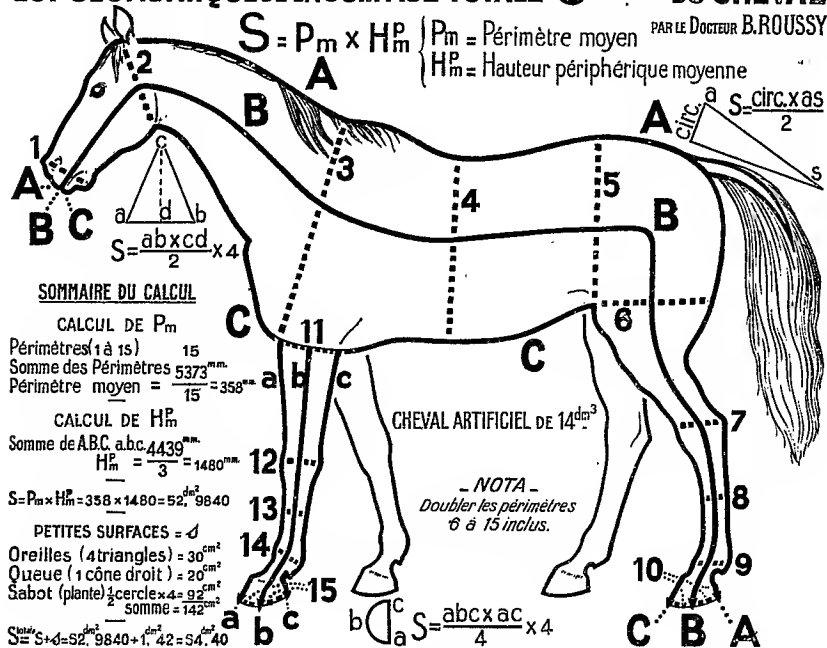 DU CHEVAL
PAR LE DOCTEUR B. ROUSSY
S = Pm x Hᵖm { Pm = Périmètre moyen
Hᵖm = Hauteur périphérique moyenne
A
A
circ.
a
s
S = circ. x as / 2
1
2
3
4
5
6
B
B
A
B
C
c
a d b
S = ab x cd / 2 x 4
SOMMAIRE DU CALCUL
CALCUL DE Pm
Périmètres (1 à 15) 15
Somme des Périmètres 5373ᵐᵐ·
Périmètre moyen = 5373 / 15 = 358ᵐᵐ·
CALCUL DE Hᵖm
Somme de A.B.C. a.b.c. 4439ᵐᵐ·
Hᵖm = 4439 / 3 = 1480ᵐᵐ·
S = Pm x Hᵖm = 358 x 1480 = 52,ᵈᵐ² 9840
PETITES SURFACES = s
Oreilles (4 triangles) = 30ᶜᵐ²
Queue (1 cône droit) = 20ᶜᵐ²
Sabot (plante) ½ cercle x 4 = 92ᶜᵐ²
somme = 142ᶜᵐ²
Sᵗᵒᵗᵃˡᵉ = S + s = 52,ᵈᵐ² 9840 + 1,ᵈᵐ² 42 = 54,ᵈᵐ² 40
C
C
11
a b c
CHEVAL ARTIFICIEL DE 14ᵈᵐ³
- NOTA -
Doubler les périmètres
6 à 15 inclus.
7
8
9
10
12
13
14
15
a b c
b c a
S = abc x ac / 4 x 4
C B A